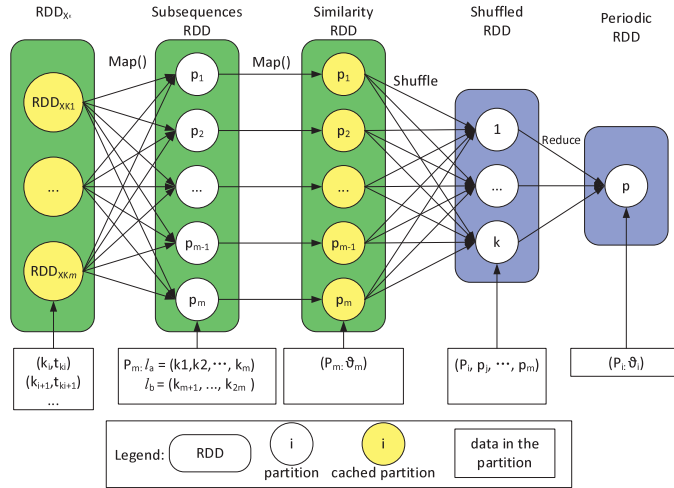 RDDX,
Subsequences
RDD
Similarity
RDD
Shuffled
RDD
Periodic
RDD
Map()
Map()
Shuffle
Reduce
RDDXK1
...
RDDXKm
p1
p2
...
pm-1
pm
p1
p2
...
pm-1
pm
1
...
k
p
(ki,tki)
(ki+1,tki+1)
...
Pm: la = (k1,k2,⋯, km)
lb = (km+1, ..., k2m )
(Pm: ϑm)
(Pi, pj, ⋯, pm)
(Pi: ϑi)
Legend:
RDD
i
partition
i
cached partition
data in the
partition